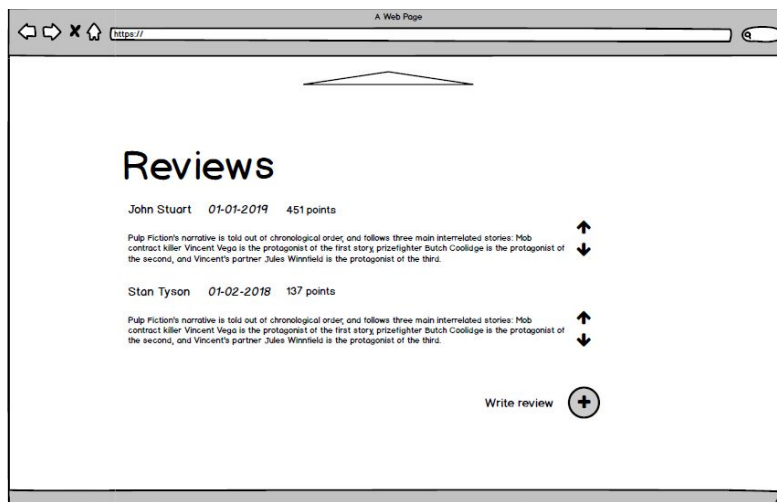 A Web Page
https://
Reviews
John Stuart 01-01-2019 451 points
Pulp Fiction's narrative is told out of chronological order, and follows three main interrelated stories: Mob
contract killer Vincent Vega is the protagonist of the first story, prizefighter Butch Coolidge is the protagonist of
the second, and Vincent's partner Jules Winnfield is the protagonist of the third.
Stan Tyson 01-02-2018 137 points
Pulp Fiction's narrative is told out of chronological order, and follows three main interrelated stories: Mob
contract killer Vincent Vega is the protagonist of the first story, prizefighter Butch Coolidge is the protagonist of
the second, and Vincent's partner Jules Winnfield is the protagonist of the third.
Write review